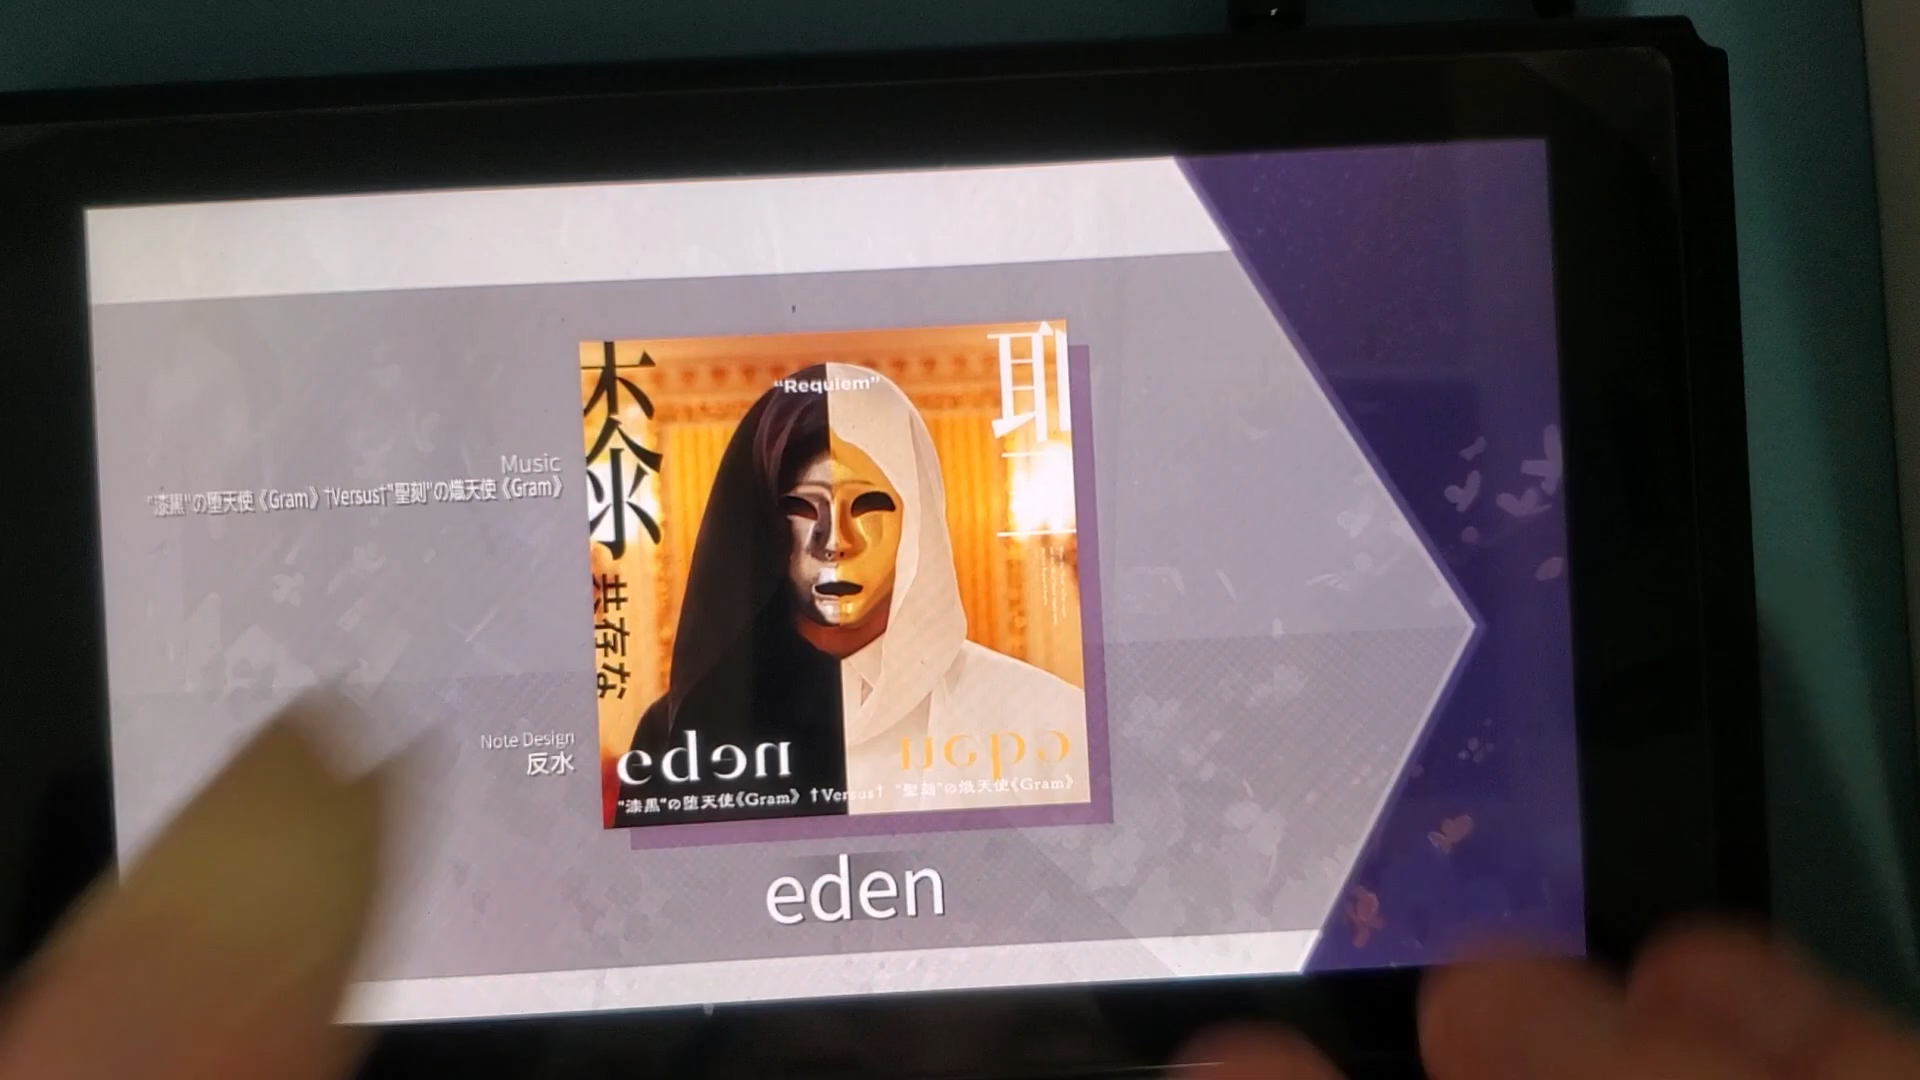 Music
"漆黒"の堕天使《Gram》†Versus†"聖刻"の熾天使《Gram》
Note Design
反水
“Requiem”
共存な
eden
eden
“漆黒”の堕天使《Gram》 †Versus† “聖刻”の熾天使《Gram》
eden